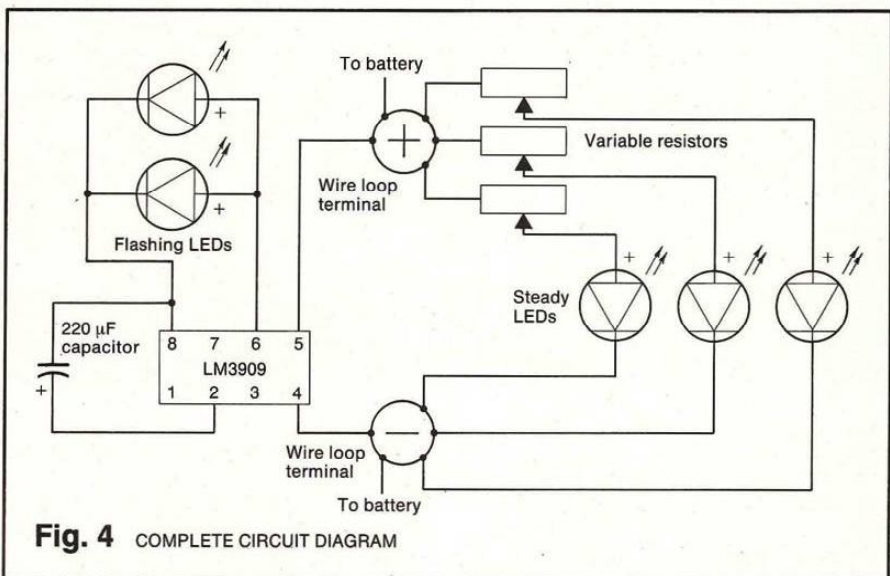 To battery
+
+
Variable resistors
Wire loop
terminal
+
Flashing LEDs
+
+
+
Steady
LEDs
220 µF
capacitor
+
8 7 6 5
LM3909
1 2 3 4
−
Wire loop
terminal
To battery
Fig. 4 COMPLETE CIRCUIT DIAGRAM